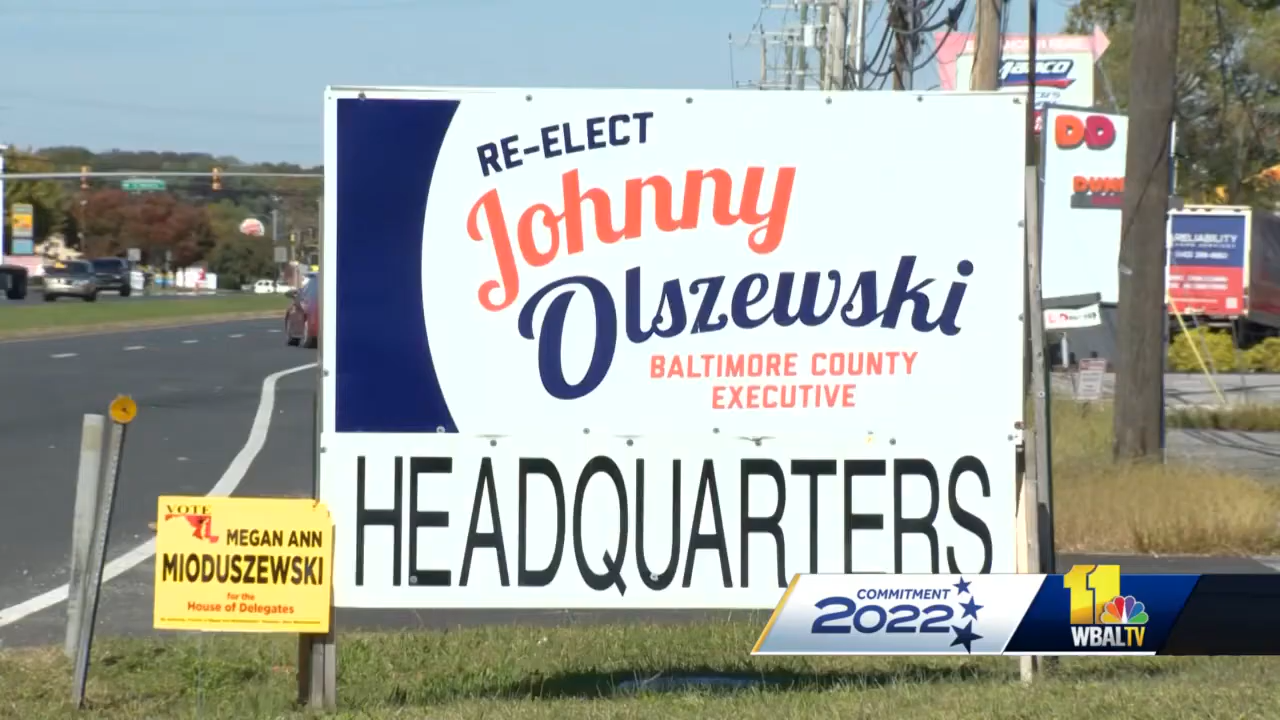 RE-ELECT
Johnny
Olszewski
BALTIMORE COUNTY
EXECUTIVE
HEADQUARTERS
VOTE
MEGAN ANN
MIODUSZEWSKI
for the
House of Delegates
COMMITMENT
2022
11
WBALTV
DD
RELIABILITY